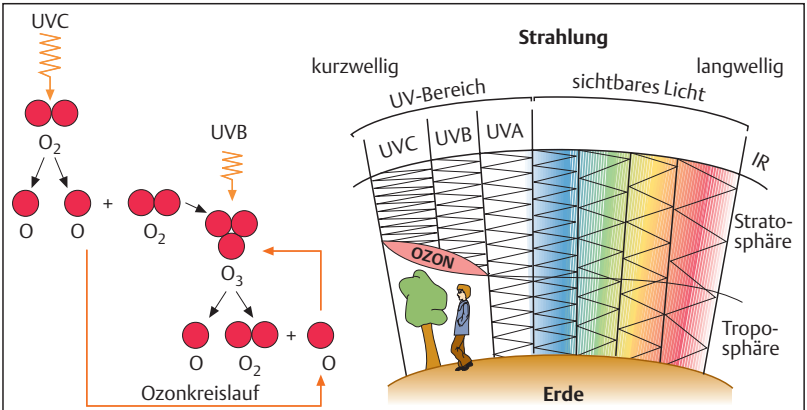 UVC
O2
O
O
+
O2
UVB
O3
O
O2
+
O
Ozonkreislauf
Strahlung
kurzwellig
langwellig
UV-Bereich
sichtbares Licht
UVC
UVB
UVA
IR
Strato-
sphäre
OZON
Tropo-
sphäre
Erde